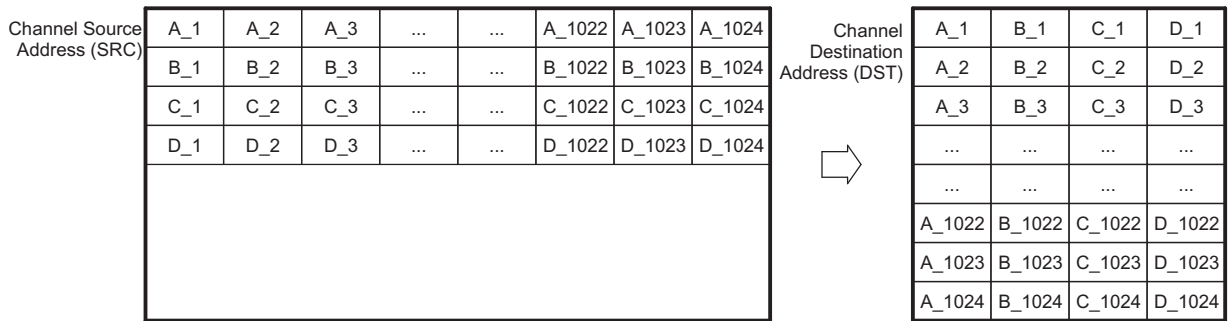 Channel Source
Address (SRC)
A_1 A_2 A_3 ... ... A_1022 A_1023 A_1024
B_1 B_2 B_3 ... ... B_1022 B_1023 B_1024
C_1 C_2 C_3 ... ... C_1022 C_1023 C_1024
D_1 D_2 D_3 ... ... D_1022 D_1023 D_1024
Channel
Destination
Address (DST)
A_1 B_1 C_1 D_1
A_2 B_2 C_2 D_2
A_3 B_3 C_3 D_3
... ... ... ...
... ... ... ...
A_1022 B_1022 C_1022 D_1022
A_1023 B_1023 C_1023 D_1023
A_1024 B_1024 C_1024 D_1024